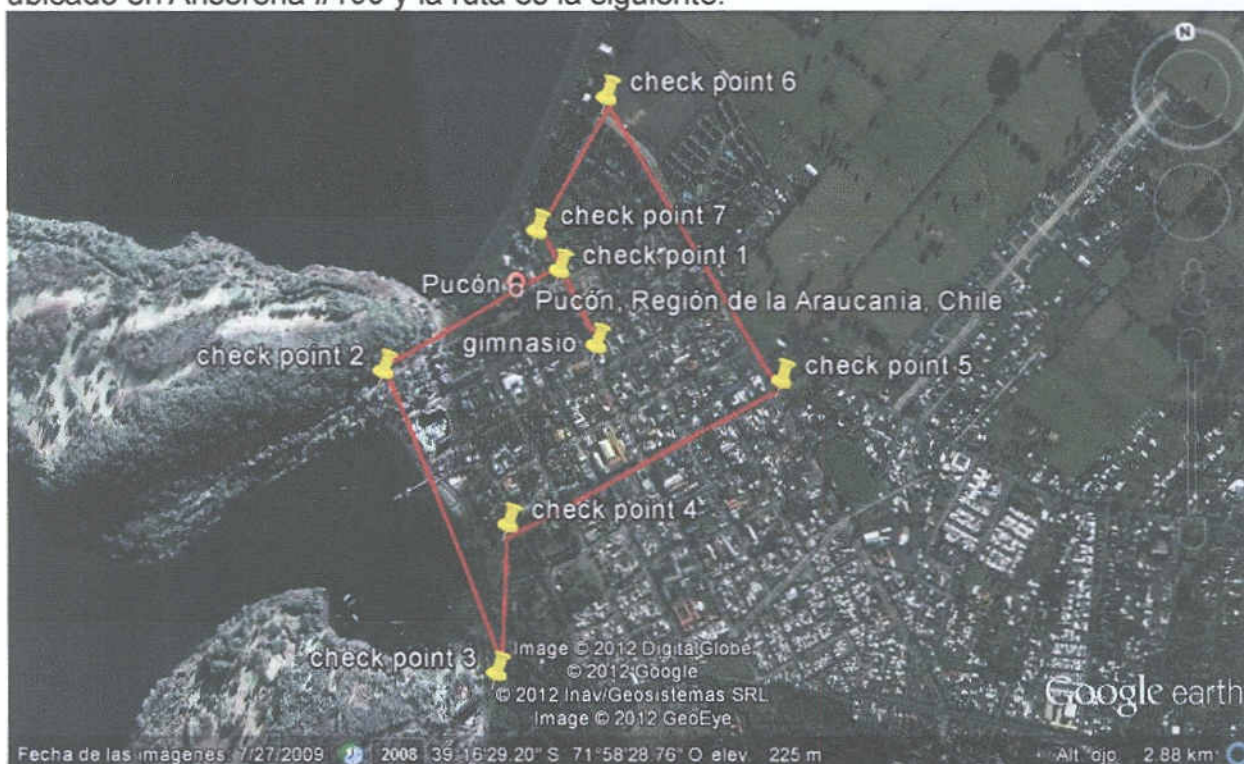 ubicado en Ansorena #100 y la ruta es la siguiente:
N
check point 6
check point 7
check point 1
Pucón
Pucón, Región de la Araucania, Chile
gimnasio
check point 2
check point 5
check point 4
check point 3
Image © 2012 DigitalGlobe
© 2012 Google
© 2012 Inav/Geosistemas SRL
Image © 2012 GeoEye
Google earth
Fecha de las imágenes: 7/27/2009 2008 39°16'29.20" S 71°58'28.76" O elev. 225 m Alt. ojo 2.88 km